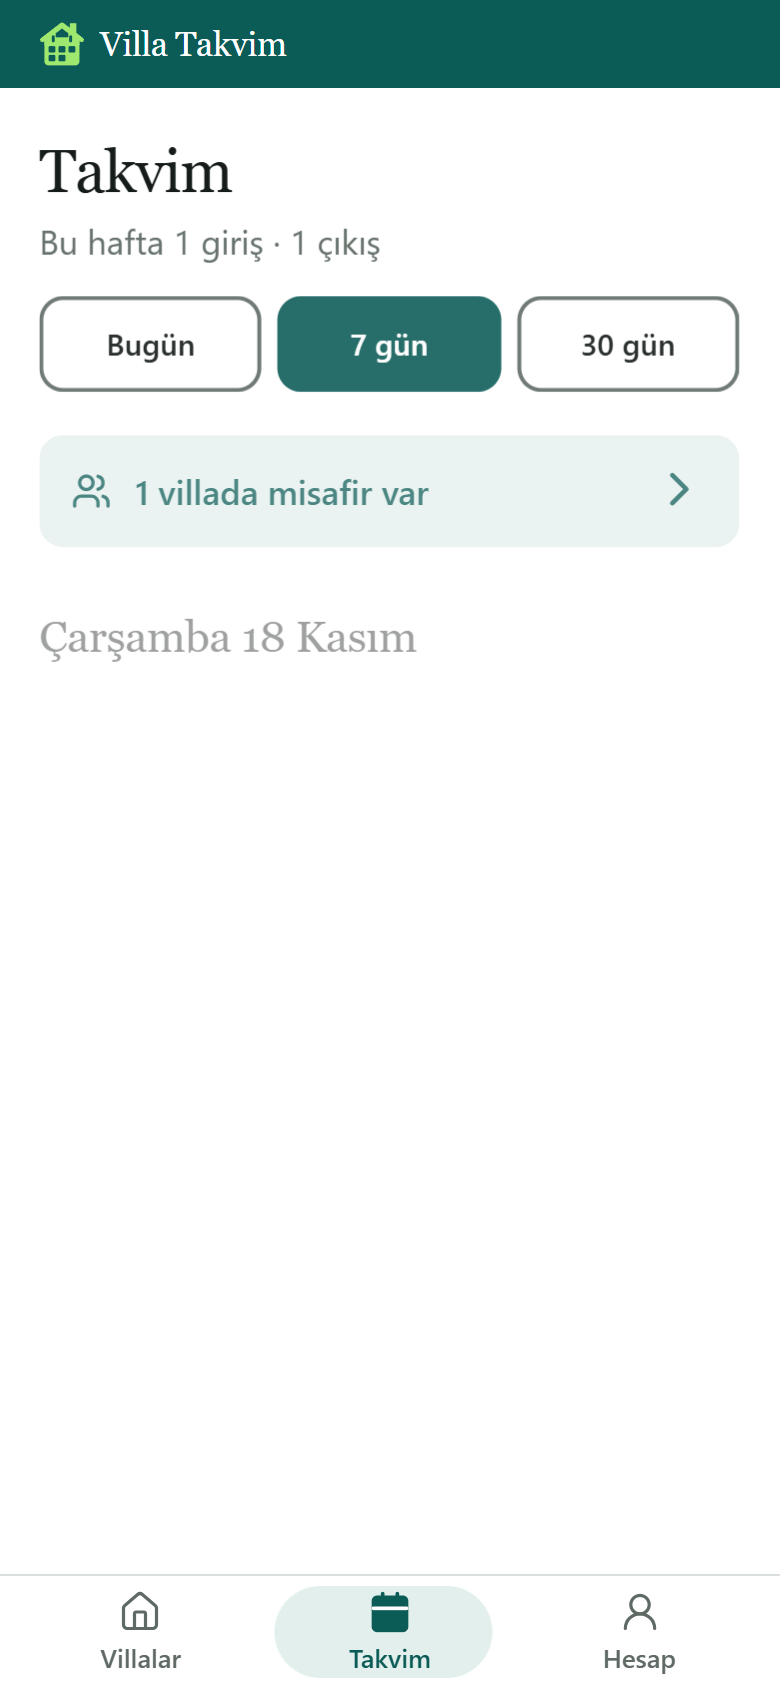 Villa Takvim
Takvim
Bu hafta 1 giriş · 1 çıkış
Bugün
7 gün
30 gün
1 villada misafir var
Çarşamba 18 Kasım
Villalar
Takvim
Hesap